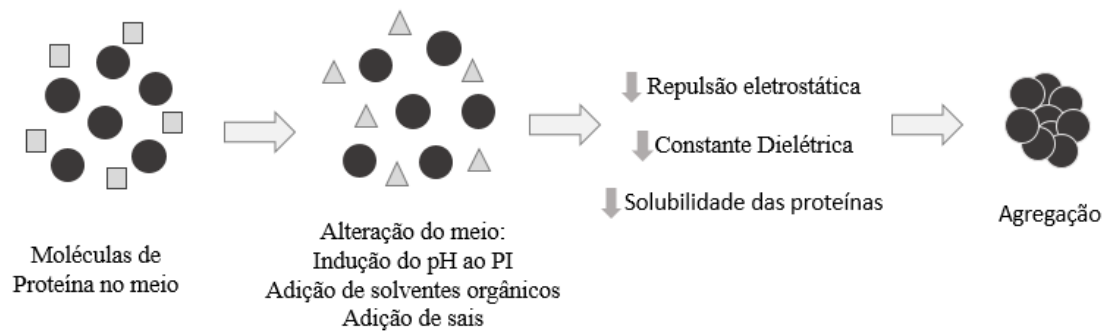 Moléculas de
Proteína no meio
Alteração do meio:
Indução do pH ao PI
Adição de solventes orgânicos
Adição de sais
Repulsão eletrostática
Constante Dielétrica
Solubilidade das proteínas
Agregação